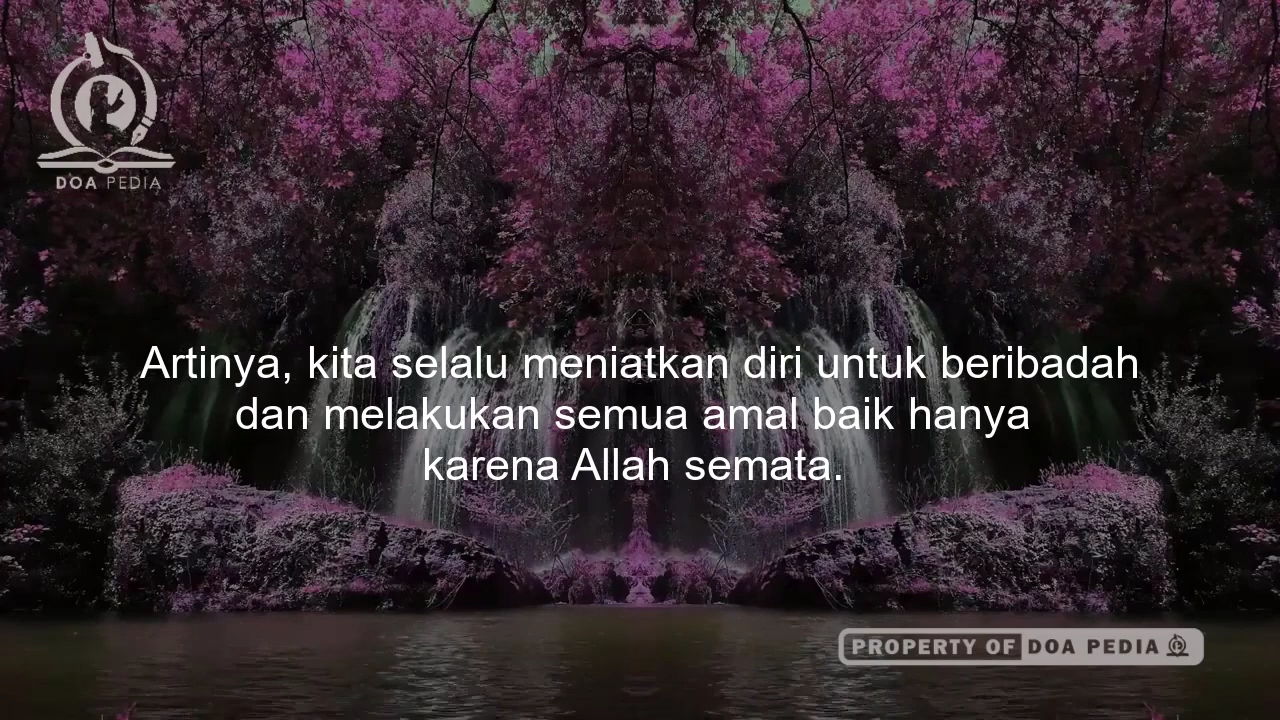 DOA PEDIA
Artinya, kita selalu meniatkan diri untuk beribadah
dan melakukan semua amal baik hanya
karena Allah semata.
PROPERTY OF DOA PEDIA